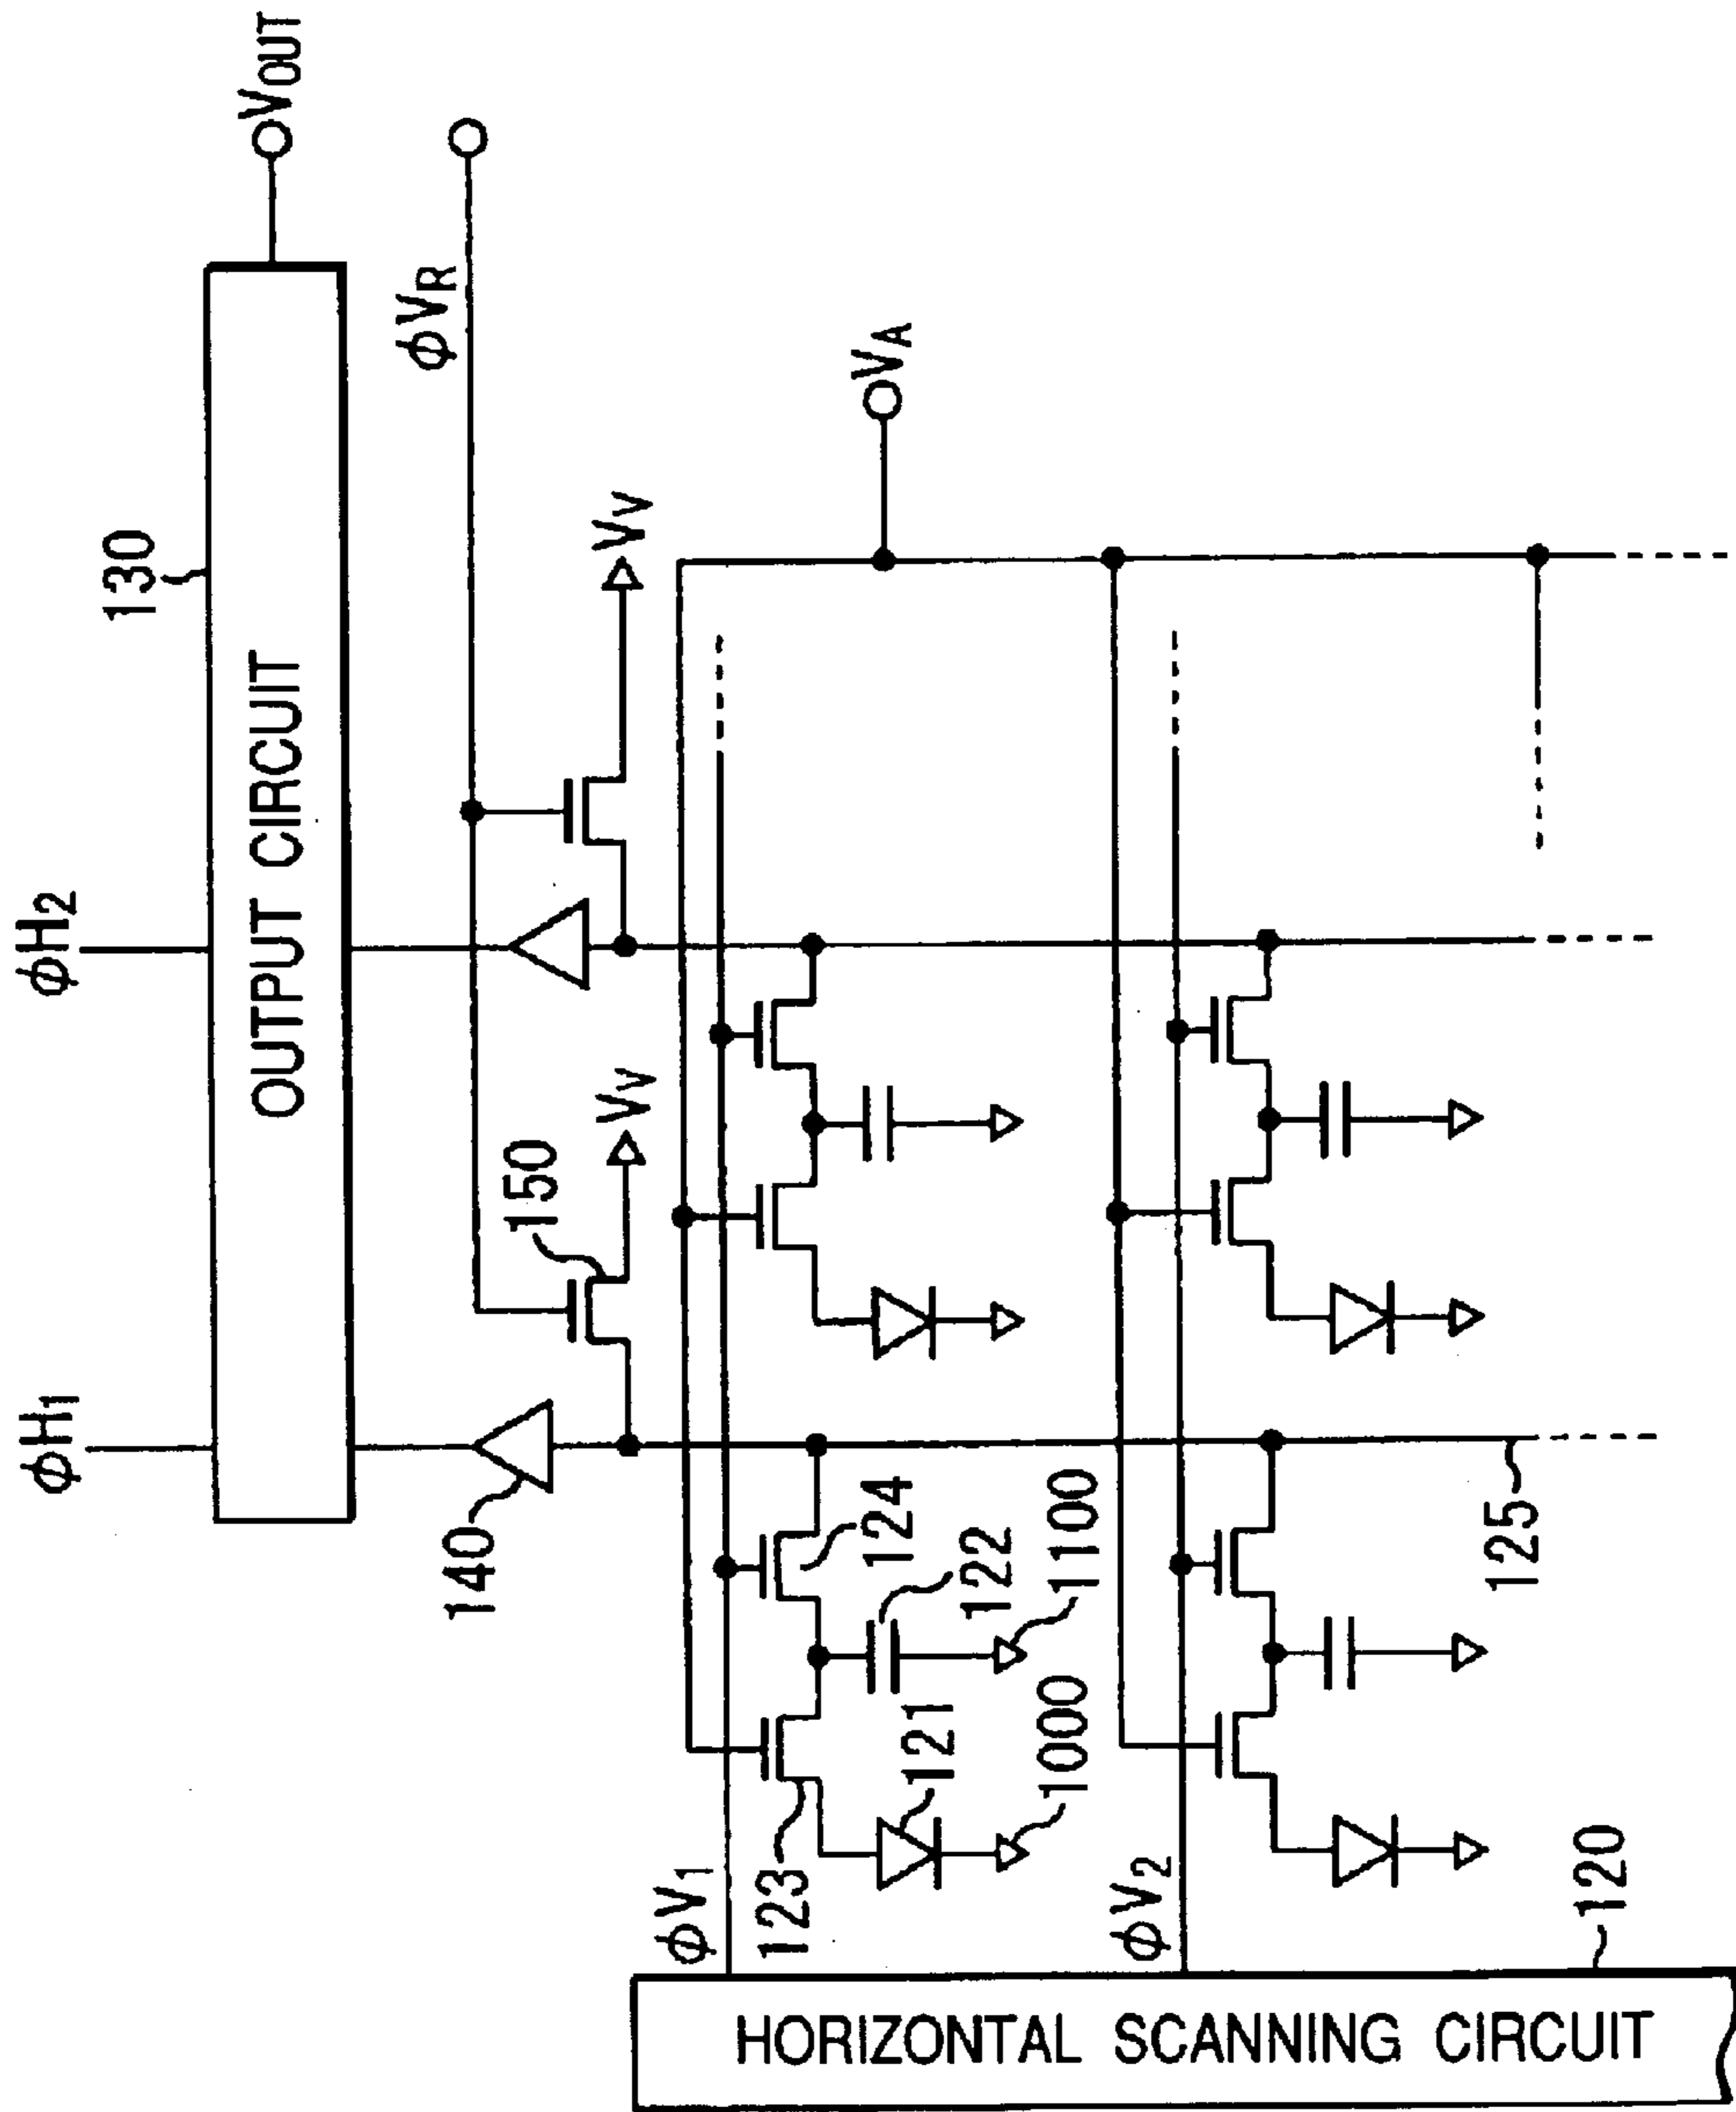 φH1
φH2
130
OUTPUT CIRCUIT
VOUT
φVR
140
150
VV
VV
VA
φV1
123
124
122
121
1100
1000
φV2
125
120
HORIZONTAL SCANNING CIRCUIT